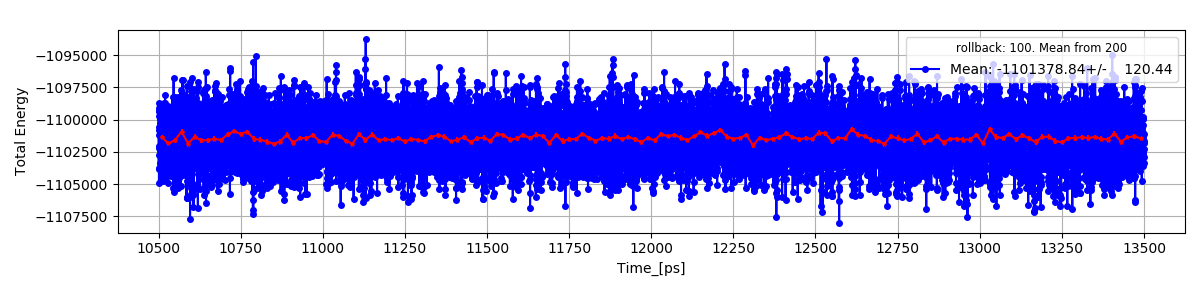 rollback: 100. Mean from 200
Mean: -1101378.84+/-    120.44
Total Energy
−1095000
−1097500
−1100000
−1102500
−1105000
−1107500
10500 10750 11000 11250 11500 11750 12000 12250 12500 12750 13000 13250 13500
Time_[ps]